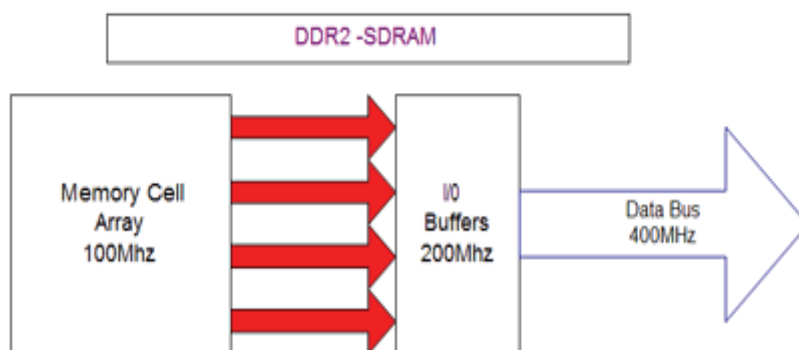 DDR2 -SDRAM
Memory Cell
Array
100Mhz
I/0
Buffers
200Mhz
Data Bus
400MHz